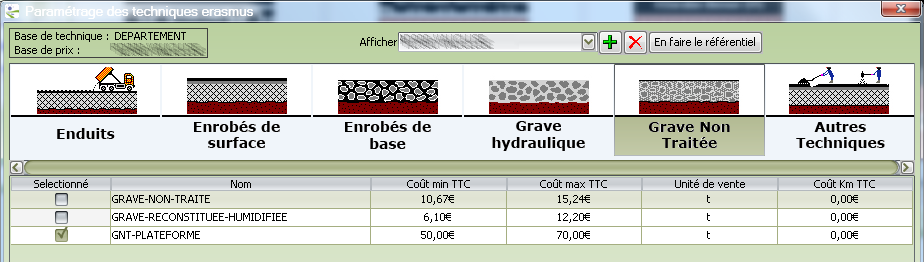 Paramétrage des techniques erasmus
Base de technique : DEPARTEMENT
Base de prix :
Afficher
En faire le référentiel
Enduits
Enrobés de surface
Enrobés de base
Grave hydraulique
Grave Non Traitée
Autres Techniques
Selectionné Nom Coût min TTC Coût max TTC Unité de vente Coût Km TTC
GRAVE-NON-TRAITE 10,67€ 15,24€ t 0,00€
GRAVE-RECONSTITUEE-HUMIDIFIEE 6,10€ 12,20€ t 0,00€
GNT-PLATEFORME 50,00€ 70,00€ t 0,00€